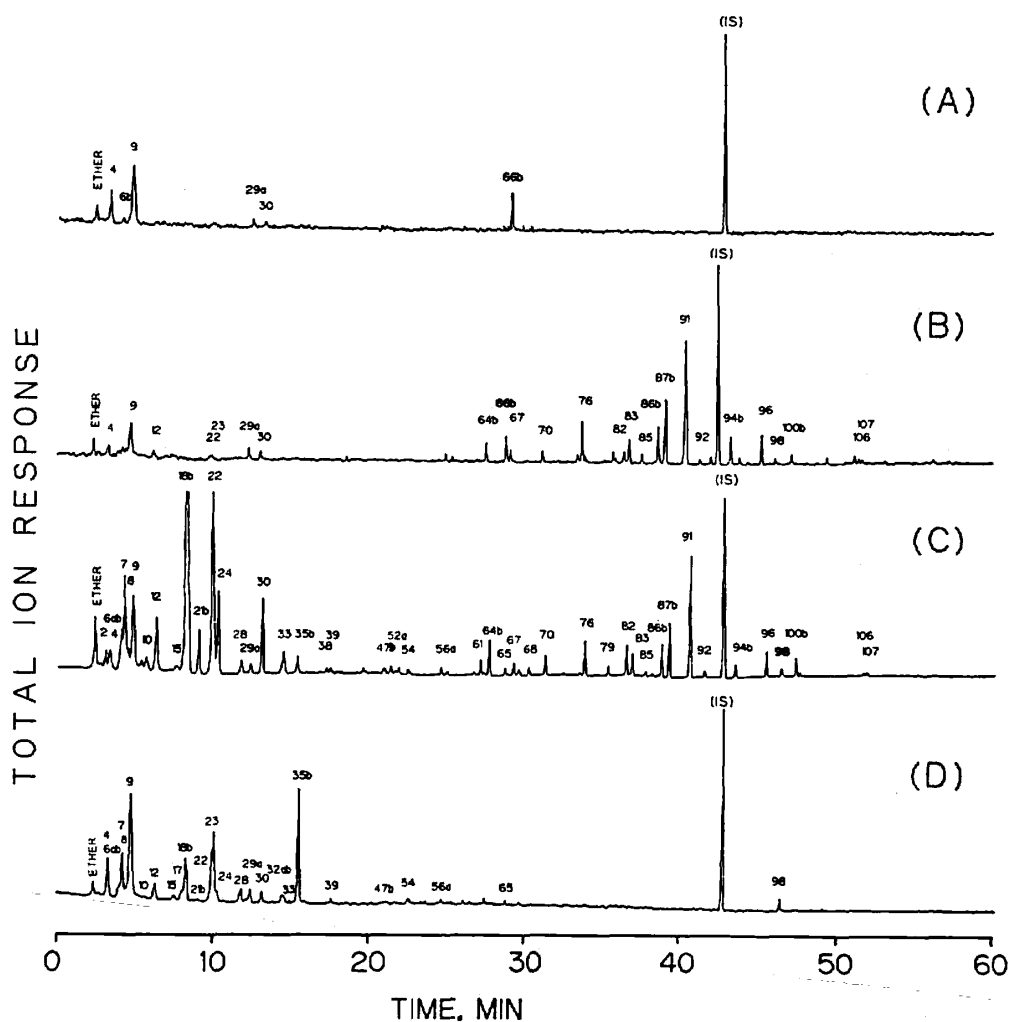 (IS)
(A)
ETHER
4
6b
9
29a
30
66b
(IS)
(B)
ETHER
4
9
12
22
23
29a
30
64b
66b
67
70
76
82
83
85
86b
87b
91
92
94b
96
98
100b
107
106
(IS)
(C)
ETHER
2
6ab
4
7
8
9
10
12
15
18b
21b
22
24
28
29a
30
33
35b
38
39
47b
52a
54
56a
61
64b
65
67
68
70
76
79
82
83
85
86b
87b
91
92
94b
96
98
100b
106
107
(IS)
(D)
ETHER
4
6ab
7
8
9
10
12
15
17
18b
21b
22
23
24
28
29a
30
32ab
33
35b
39
47b
54
56a
65
98
TOTAL ION RESPONSE
0 10 20 30 40 50 60
TIME, MIN